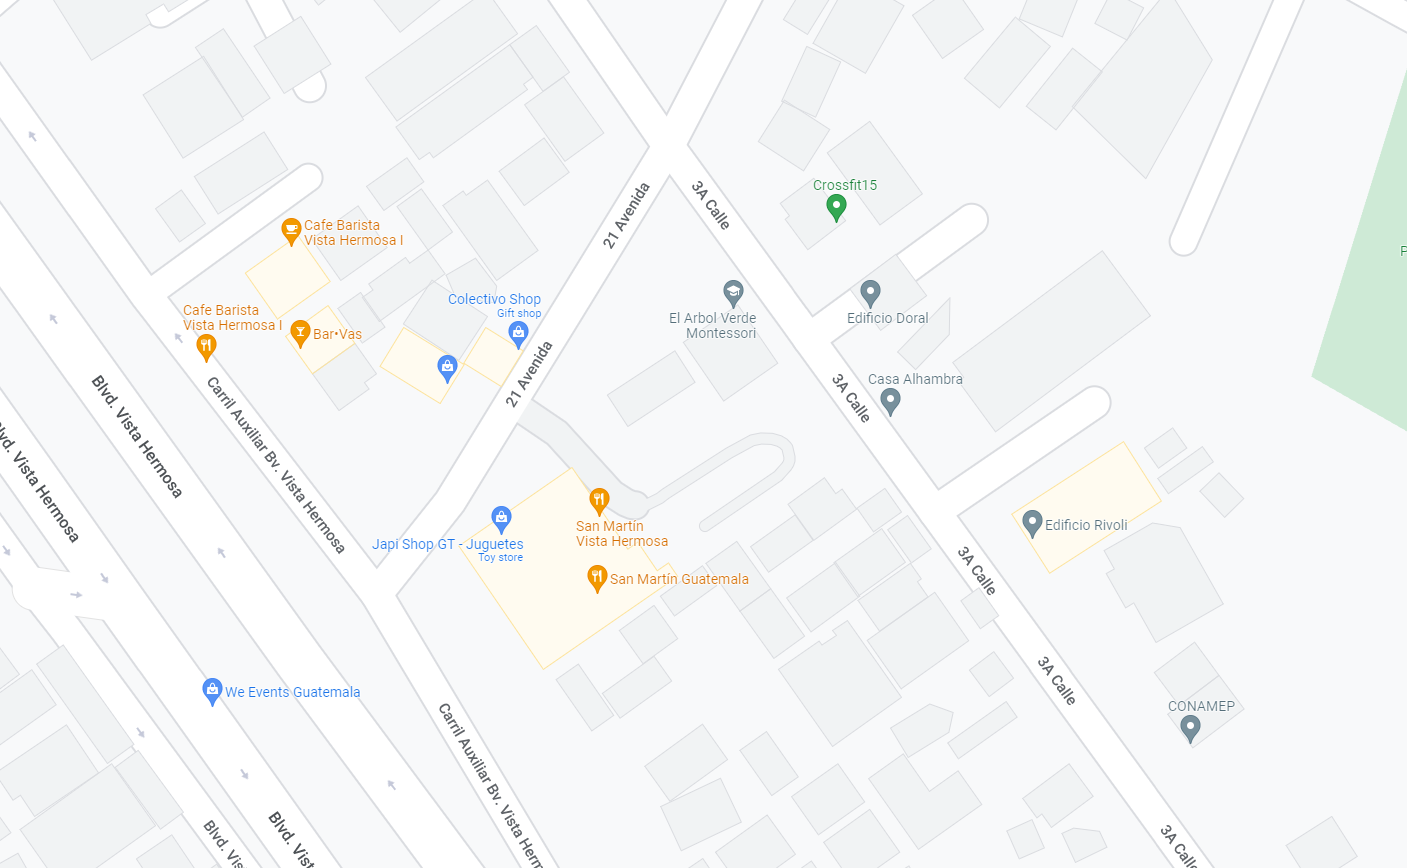 Crossfit15
3A Calle
21 Avenida
Cafe Barista
Vista Hermosa I
Colectivo Shop
Gift shop
Cafe Barista
Vista Hermosa I
Bar•Vas
El Arbol Verde
Montessori
Edificio Doral
21 Avenida
Casa Alhambra
3A Calle
Blvd. Vista Hermosa
Carril Auxiliar Bv. Vista Hermosa
Blvd. Vista Hermosa
San Martín
Vista Hermosa
Edificio Rivoli
Japi Shop GT - Juguetes
Toy store
San Martín Guatemala
3A Calle
We Events Guatemala
3A Calle
CONAMEP
Carril Auxiliar Bv. Vista Herm
Blvd. Vist
Blvd. Vis
3A Calle
P